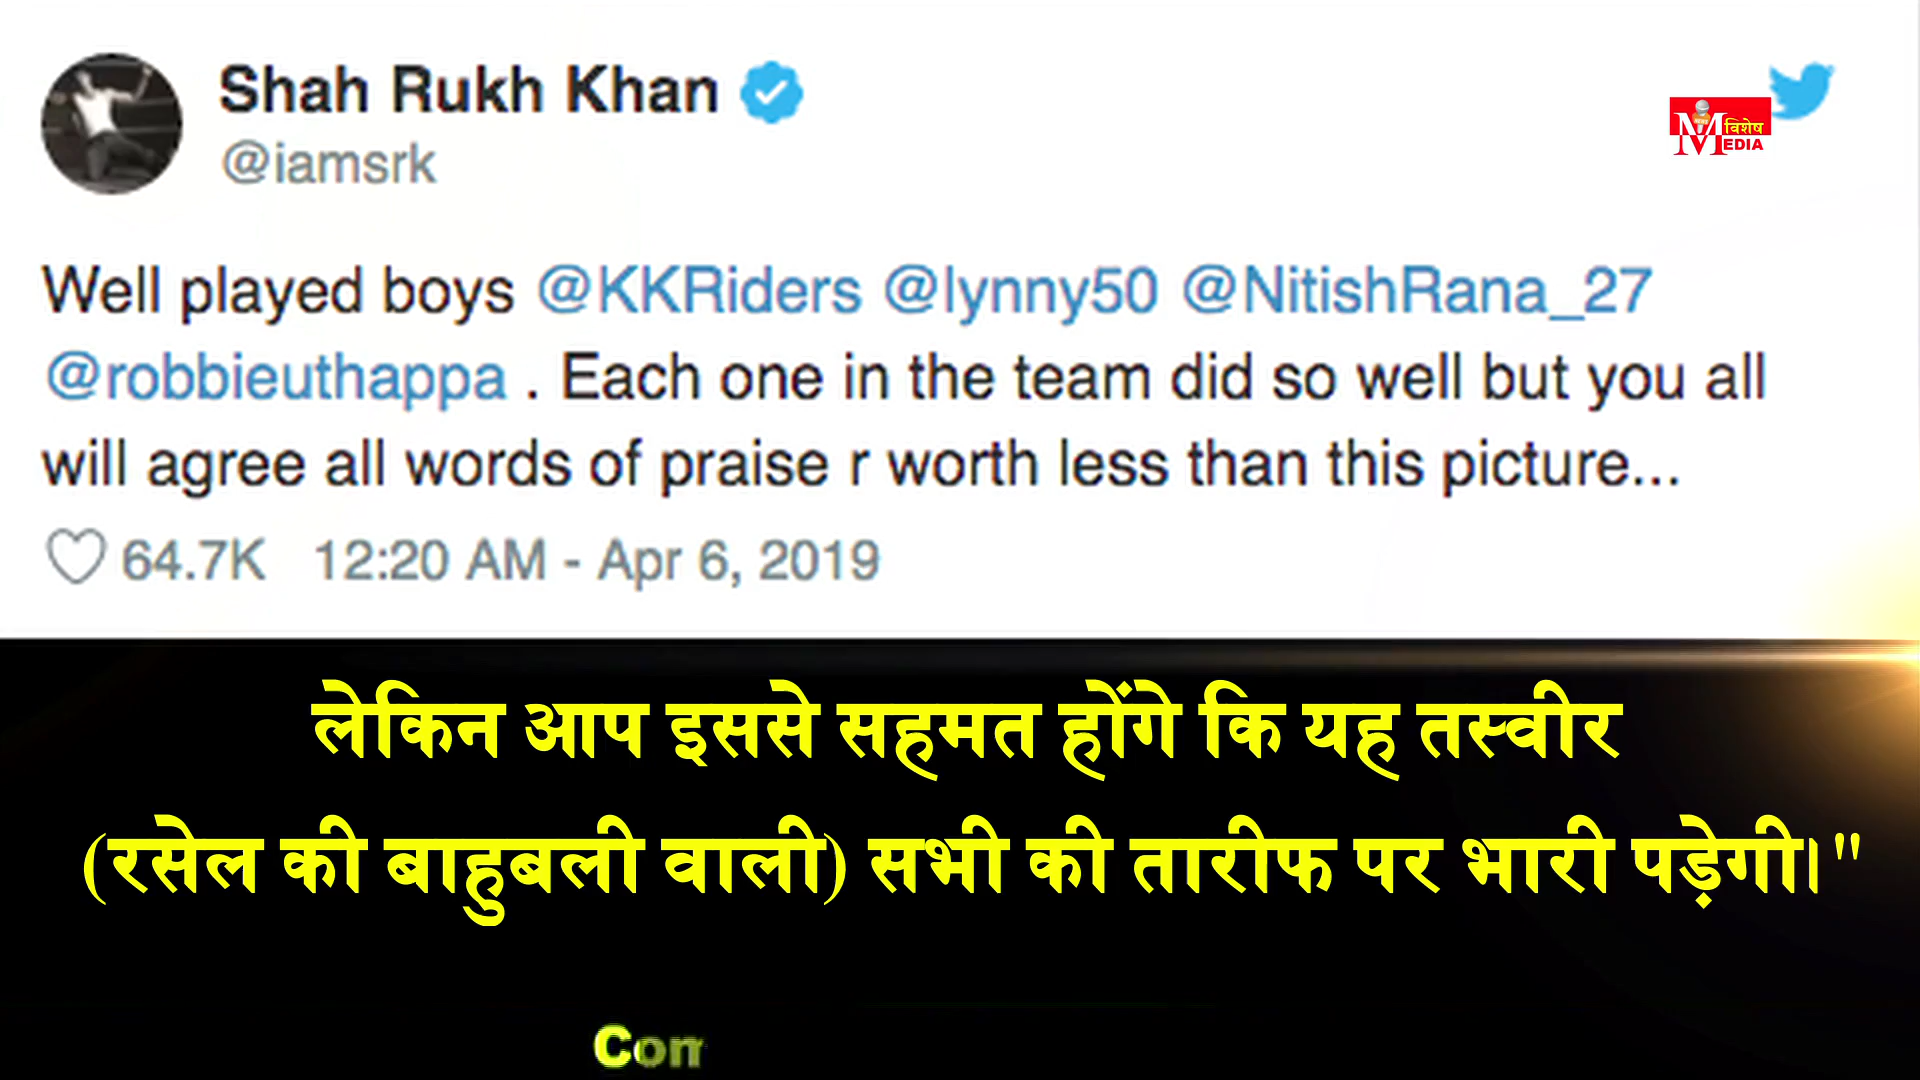 Shah Rukh Khan
@iamsrk
विशेष
MEDIA
Well played boys @KKRiders @lynny50 @NitishRana_27
@robbieuthappa . Each one in the team did so well but you all
will agree all words of praise r worth less than this picture...
64.7K 12:20 AM - Apr 6, 2019
लेकिन आप इससे सहमत होंगे कि यह तस्वीर
(रसेल की बाहुबली वाली) सभी की तारीफ पर भारी पड़ेगी।"